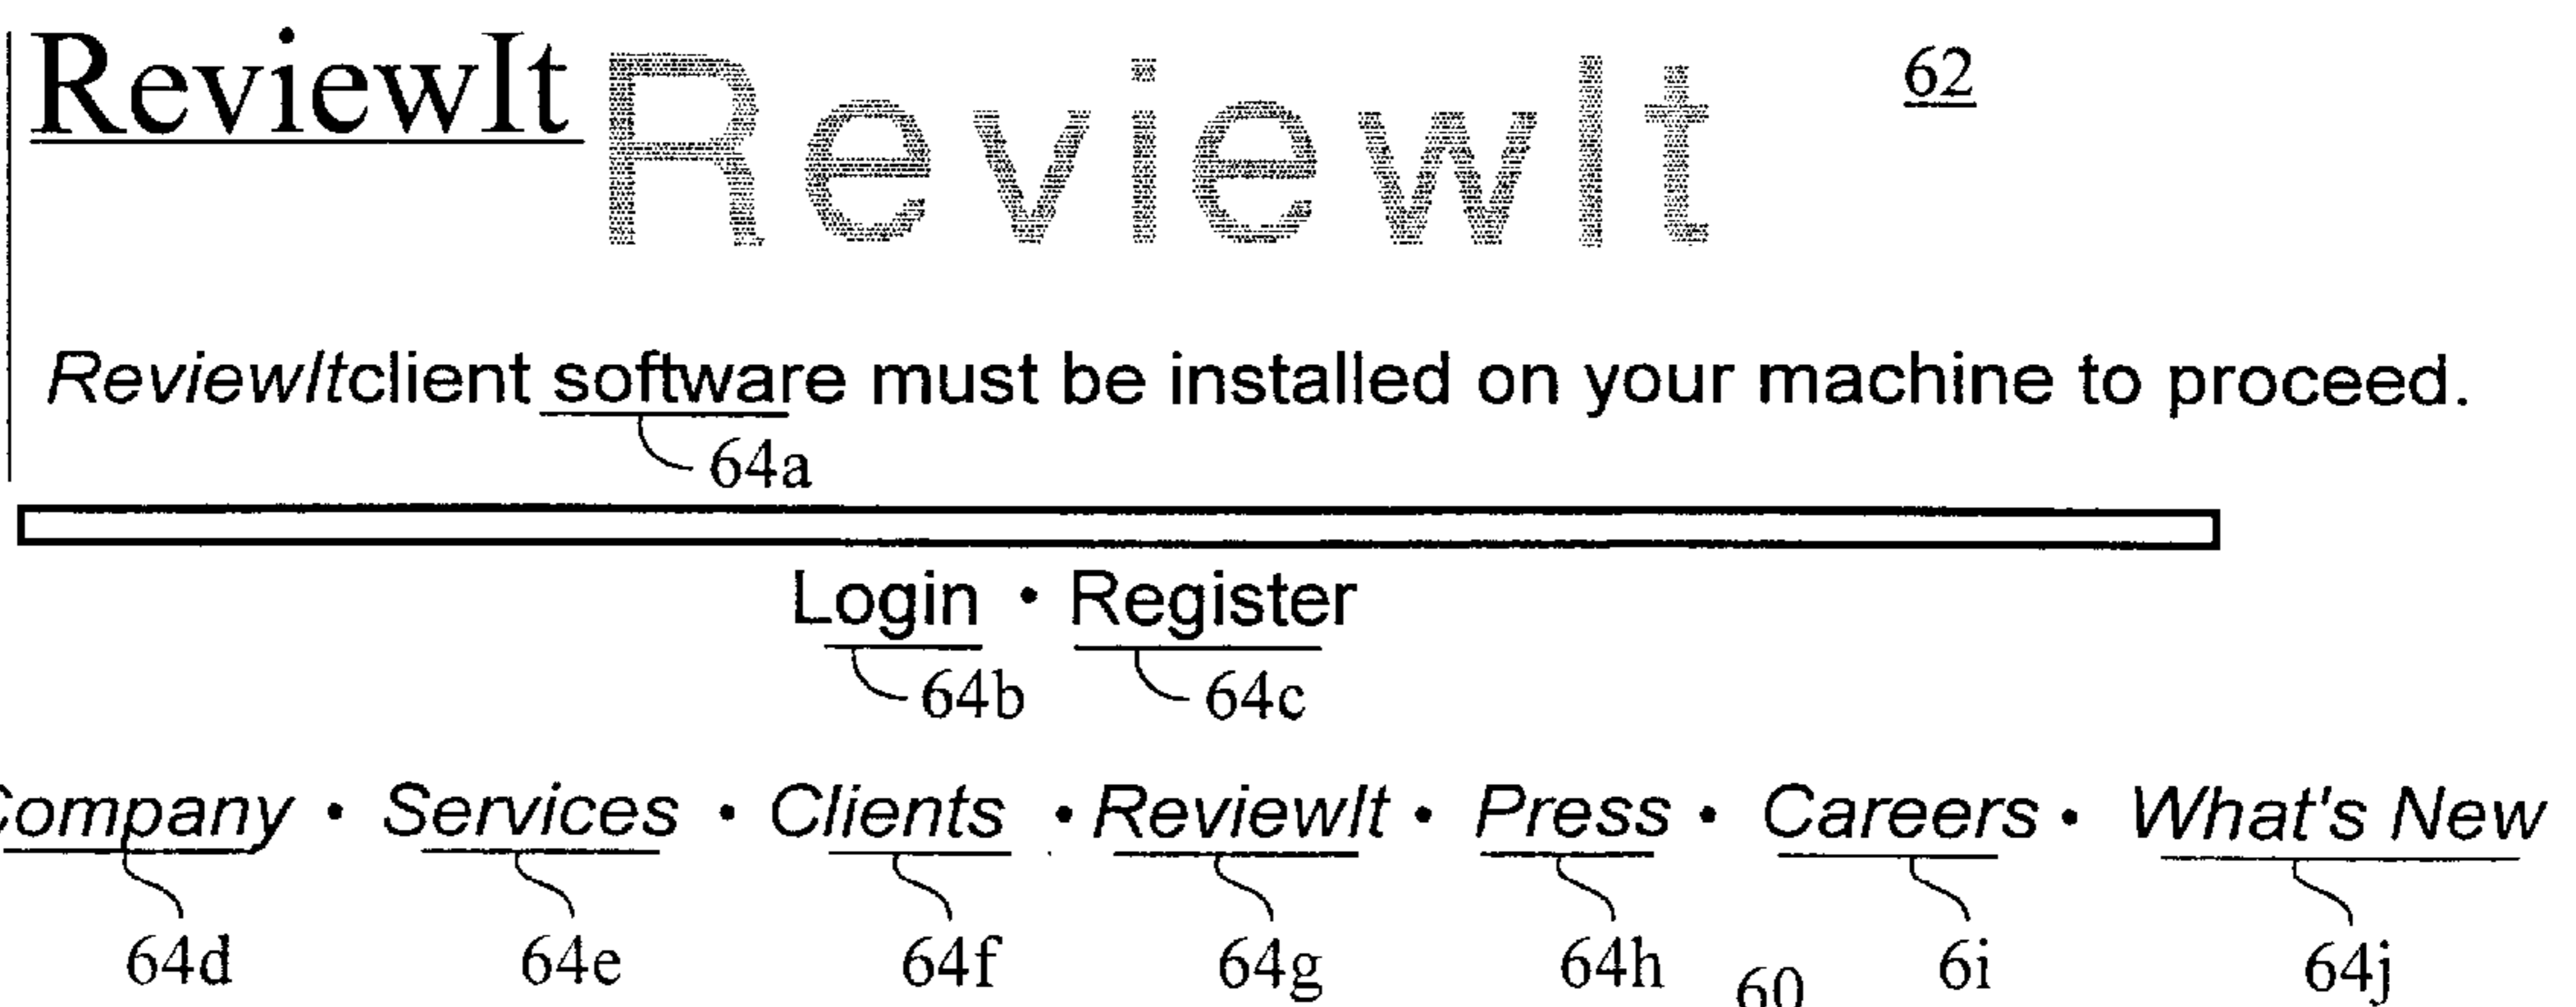 ReviewIt ReviewIt 62
ReviewItclient software must be installed on your machine to proceed.
64a
Login • Register
64b 64c
Company • Services • Clients • ReviewIt • Press • Careers • What's New
64d 64e 64f 64g 64h 6i 64j
60